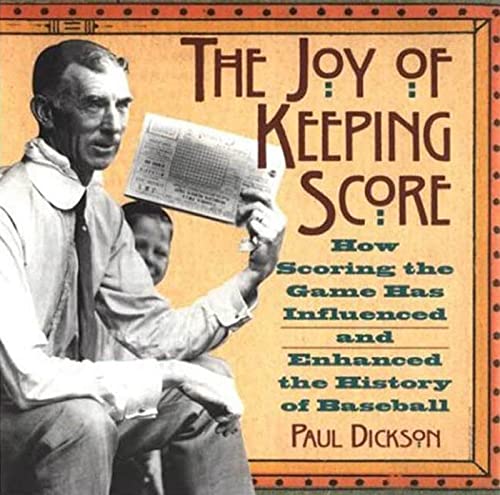 THE JOY OF
KEEPING
SCORE
How
Scoring the
Game Has
Influenced
and
Enhanced
the History
of Baseball
PAUL DICKSON